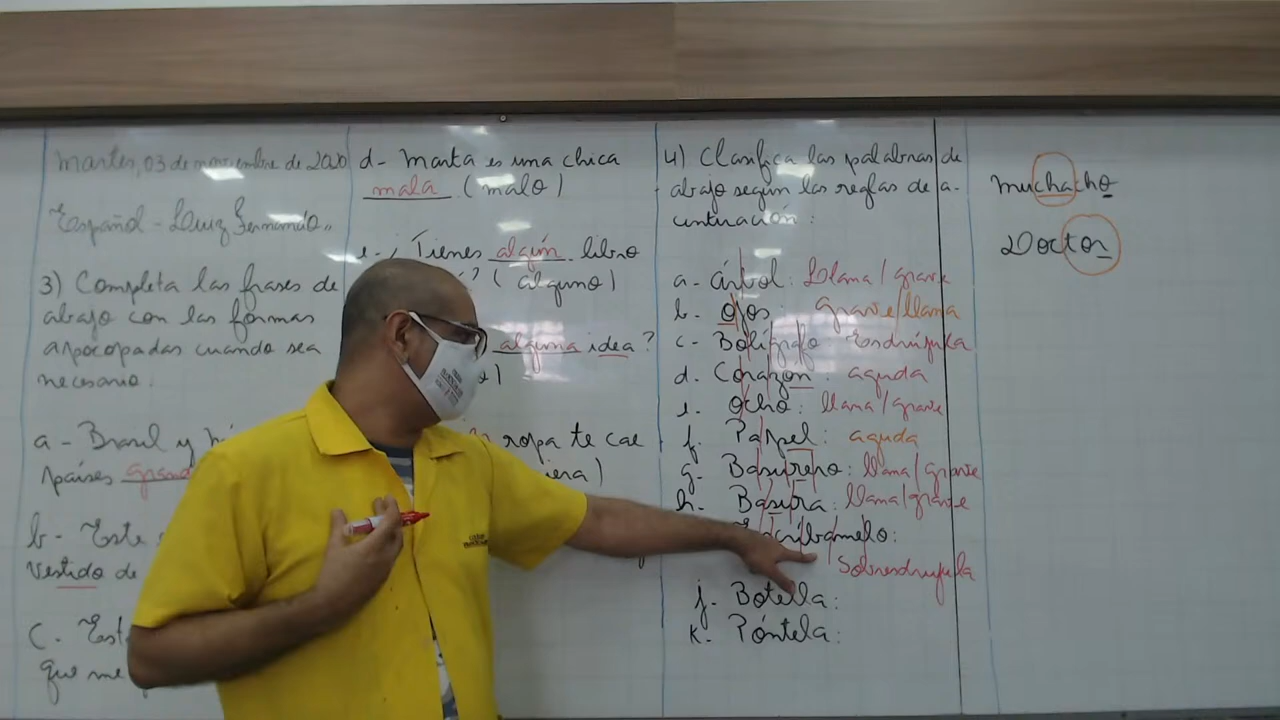 Martes, 03 de noviembre de 2020
Español - Luiz Fernando
3) Completa las frases de
abajo con las formas
apocopadas cuando sea
necesario.
a - Brasil y
países
b - Este
vestido de
C.
que me
d - Marta es una chica
mala (malo)
¿Tienes algún libro
? (alguno)
alguna idea?
ropa te cae
4) Clasifica las palabras de
abajo según las reglas de a-
centuación:
a - árbol: Llana/grave
b. ojos: grave/llana
c - Bolígrafo: Esdrújula
d. Corazon: aguda
e. Ocho: llana/grave
f. Papel: aguda
g. Basurero: llana/grave
h. Basura: llana/grave
Escríbamelo:
Sobresdrújula
j. Botella:
k. Póntela:
muchacho
Doctor